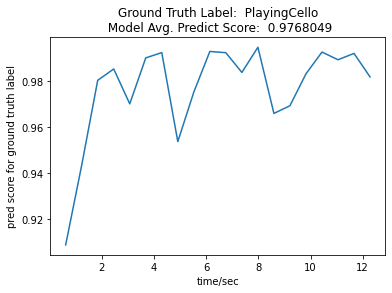 Ground Truth Label:  PlayingCello
Model Avg. Predict Score:  0.9768049
pred score for ground truth label
0.98
0.96
0.94
0.92
2 4 6 8 10 12
time/sec